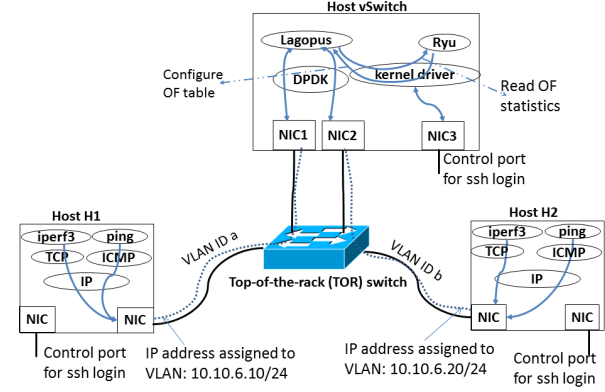 Host vSwitch
Lagopus
Ryu
Configure
OF table
DPDK
kernel driver
Read OF
statistics
NIC1
NIC2
NIC3
Control port
for ssh login
Host H1
iperf3
ping
TCP
ICMP
IP
NIC
NIC
VLAN ID a
Top-of-the-rack (TOR) switch
VLAN ID b
Host H2
iperf3
ping
TCP
ICMP
IP
NIC
NIC
Control port
for ssh login
IP address assigned to
VLAN: 10.10.6.10/24
IP address assigned to
VLAN: 10.10.6.20/24
Control port
for ssh login